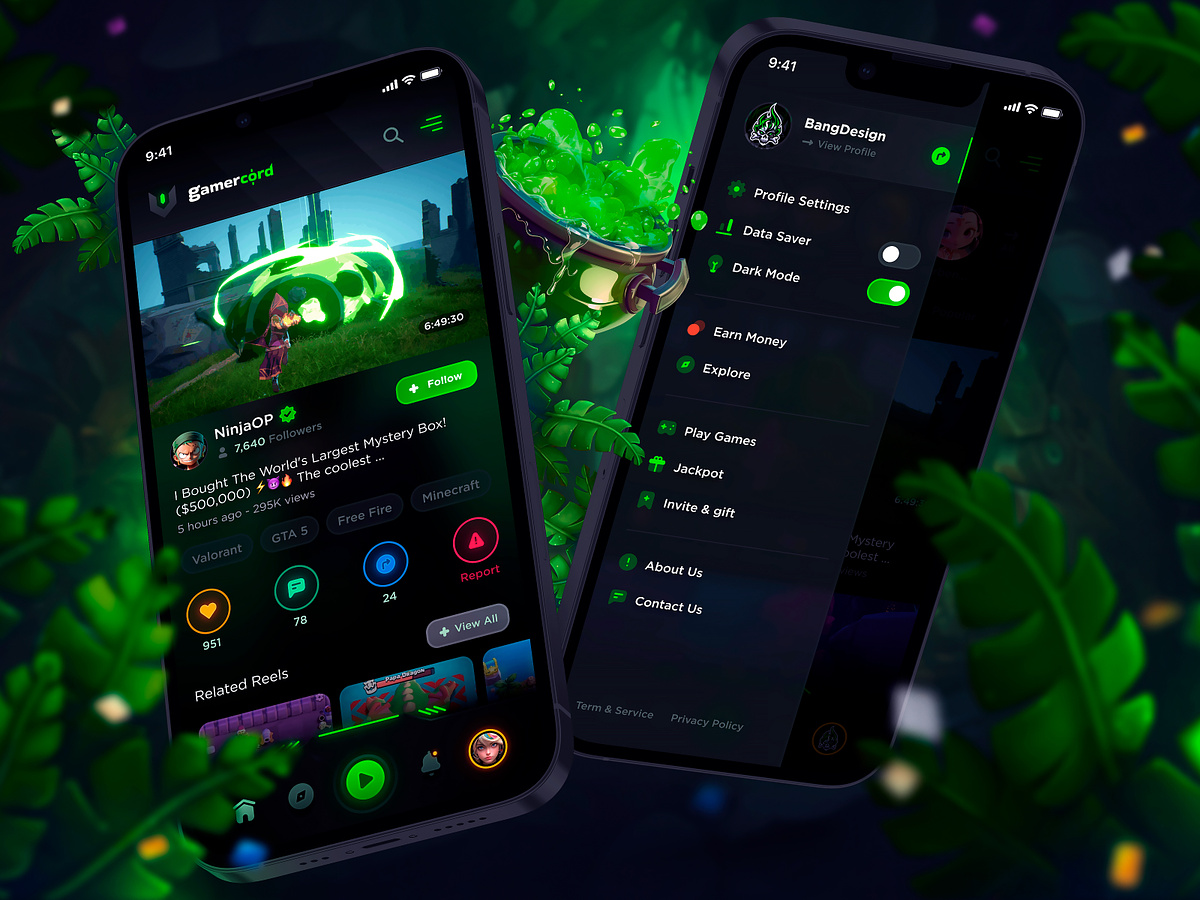 9:41
gamercord
6:49:30
Follow
NinjaOP
7,640 Followers
I Bought The World's Largest Mystery Box!
($500,000) ⚡😈🔥 The coolest ...
5 hours ago - 295K views
Valorant
GTA 5
Free Fire
Minecraft
951
78
24
Report
View All
Related Reels
Papa Dragon
9:41
BangDesign
View Profile
Profile Settings
Data Saver
Dark Mode
Earn Money
Explore
Play Games
Jackpot
Invite & gift
About Us
Contact Us
Term & Service
Privacy Policy
Mystery
coolest ...